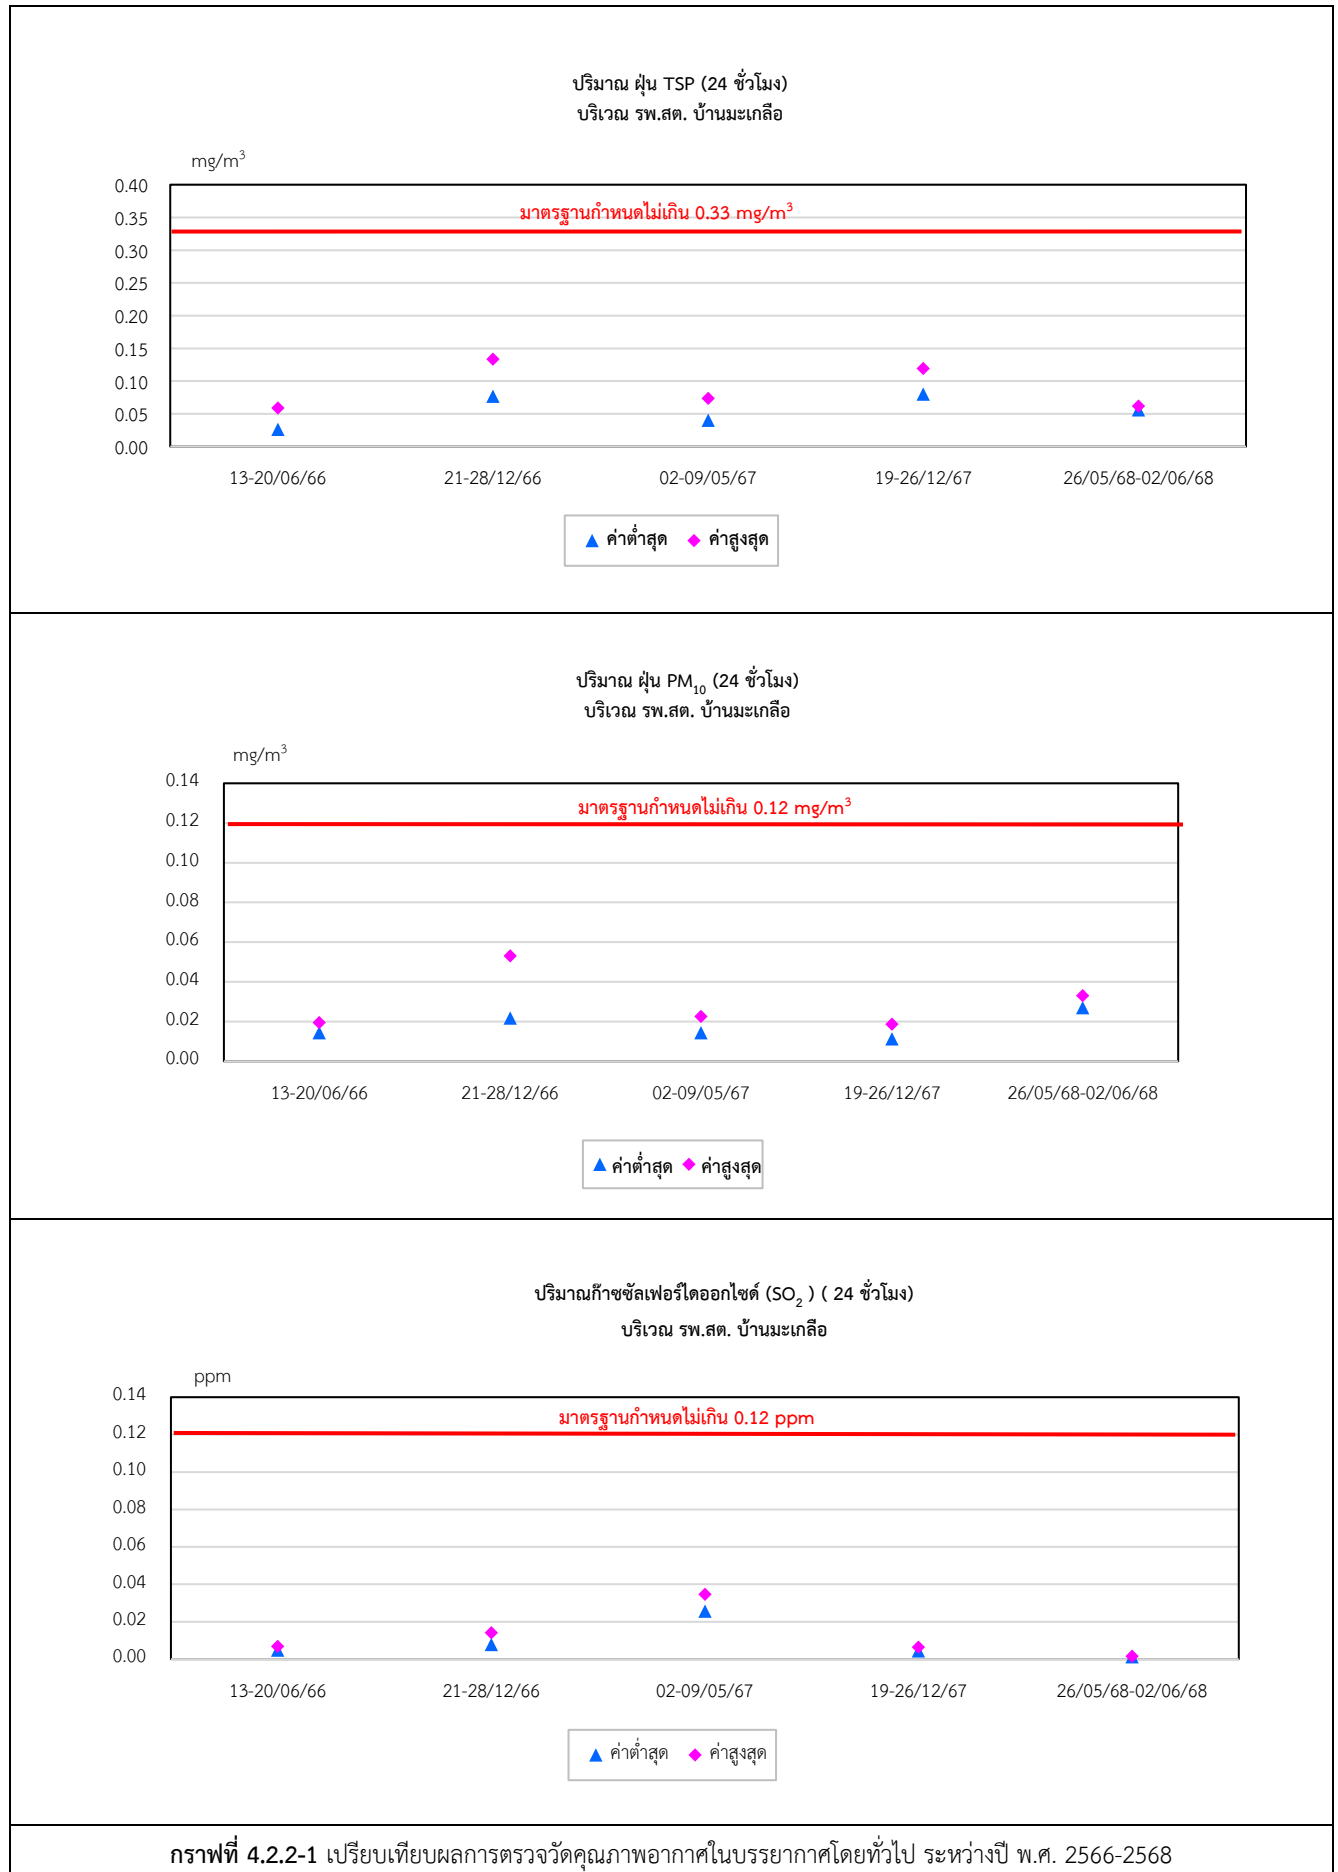 ปริมาณ ฝุ่น TSP (24 ชั่วโมง)
บริเวณ รพ.สต. บ้านมะเกลือ
mg/m³
0.40
มาตรฐานกำหนดไม่เกิน 0.33 mg/m³
0.35
0.30
0.25
0.20
0.15
0.10
0.05
0.00
13-20/06/66 21-28/12/66 02-09/05/67 19-26/12/67 26/05/68-02/06/68
ค่าต่ำสุด ค่าสูงสุด
ปริมาณ ฝุ่น PM₁₀ (24 ชั่วโมง)
บริเวณ รพ.สต. บ้านมะเกลือ
mg/m³
0.14
มาตรฐานกำหนดไม่เกิน 0.12 mg/m³
0.12
0.10
0.08
0.06
0.04
0.02
0.00
13-20/06/66 21-28/12/66 02-09/05/67 19-26/12/67 26/05/68-02/06/68
ค่าต่ำสุด ค่าสูงสุด
ปริมาณก๊าซซัลเฟอร์ไดออกไซด์ (SO₂ ) ( 24 ชั่วโมง)
บริเวณ รพ.สต. บ้านมะเกลือ
ppm
0.14
มาตรฐานกำหนดไม่เกิน 0.12 ppm
0.12
0.10
0.08
0.06
0.04
0.02
0.00
13-20/06/66 21-28/12/66 02-09/05/67 19-26/12/67 26/05/68-02/06/68
ค่าต่ำสุด ค่าสูงสุด
กราฟที่ 4.2.2-1 เปรียบเทียบผลการตรวจวัดคุณภาพอากาศในบรรยากาศโดยทั่วไป ระหว่างปี พ.ศ. 2566-2568